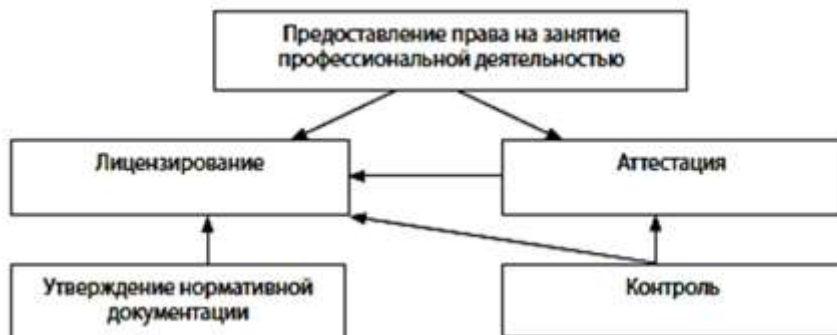 Предоставление права на занятие
профессиональной деятельностью
Лицензирование
Аттестация
Утверждение нормативной
документации
Контроль